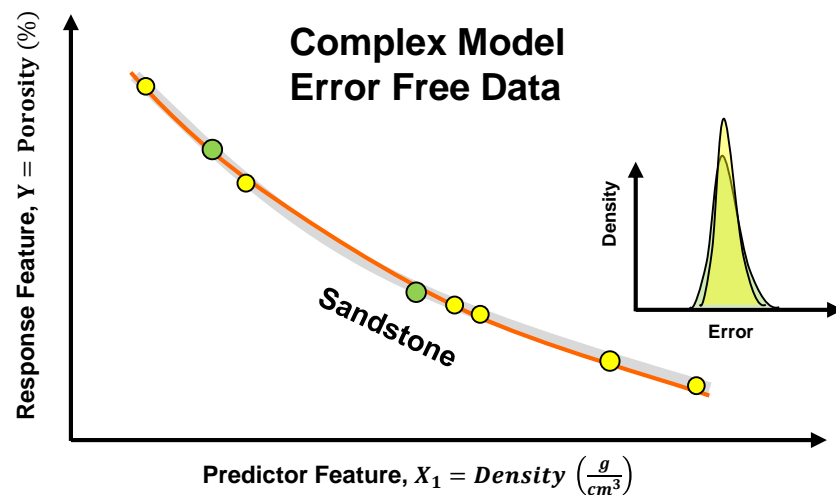 Complex Model
Error Free Data
Response Feature, Y = Porosity (%)
Sandstone
Density
Error
Predictor Feature, X₁ = Density (g/cm³)